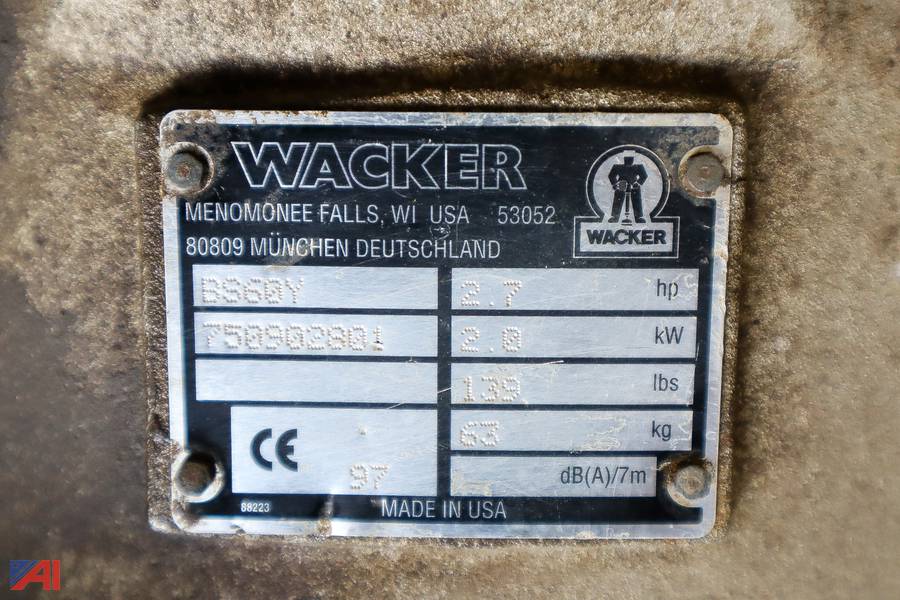 WACKER
MENOMONEE FALLS, WI USA 53052
80809 MÜNCHEN DEUTSCHLAND
WACKER
BS60Y
2.7 hp
750902801
2.0 kW
139 lbs
63 kg
CE
97
dB(A)/7m
88223
MADE IN USA
AI